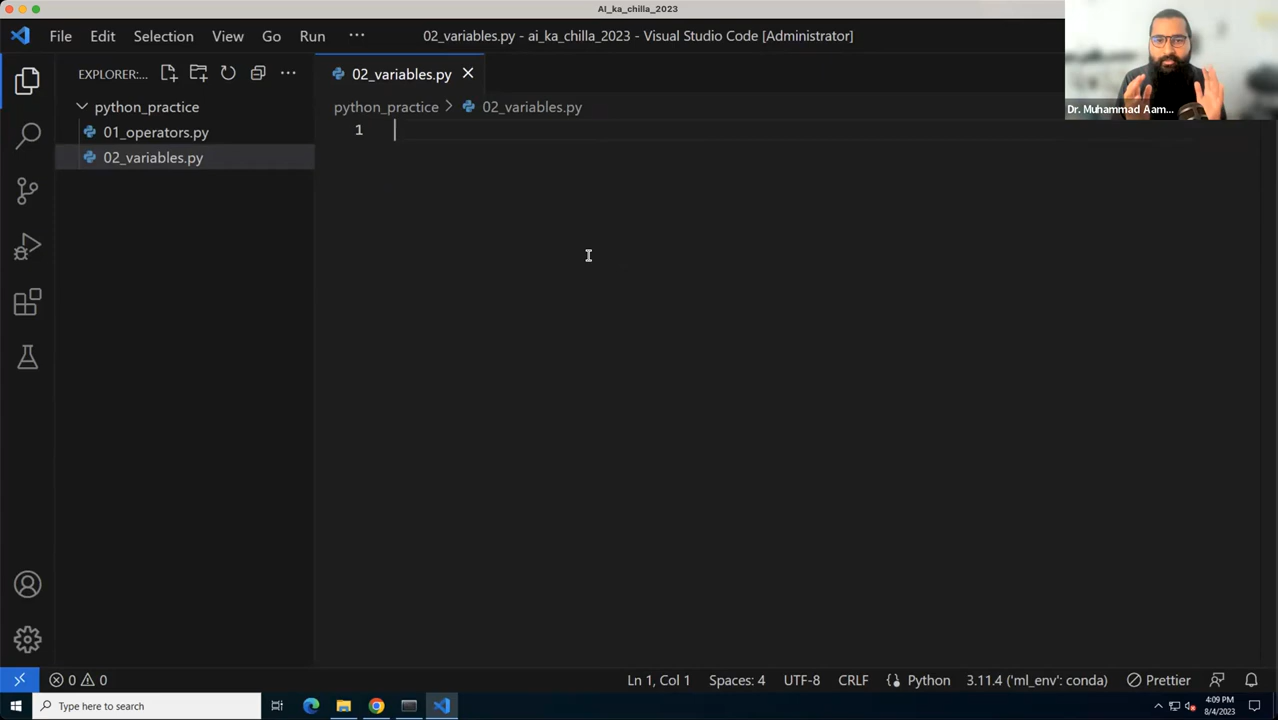 AI_ka_chilla_2023
File Edit Selection View Go Run ··· 02_variables.py - ai_ka_chilla_2023 - Visual Studio Code [Administrator]
EXPLORER:...
02_variables.py
python_practice
python_practice > 02_variables.py
01_operators.py
1
02_variables.py
Dr. Muhammad Aam...
0 0
Ln 1, Col 1 Spaces: 4 UTF-8 CRLF Python 3.11.4 ('ml_env': conda) Prettier
Type here to search
4:09 PM
8/4/2023